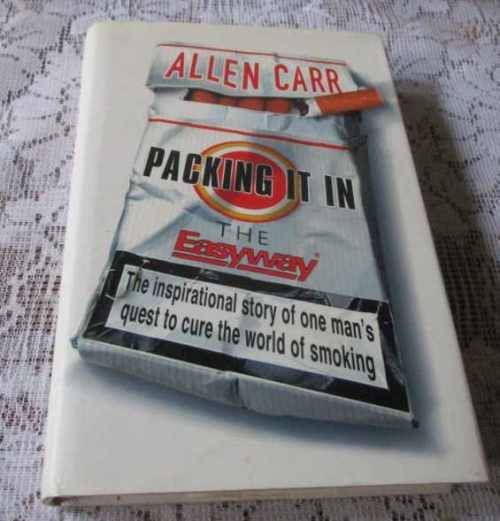 ALLEN CARR
PACKING IT IN
THE
Easyway
The inspirational story of one man's
quest to cure the world of smoking